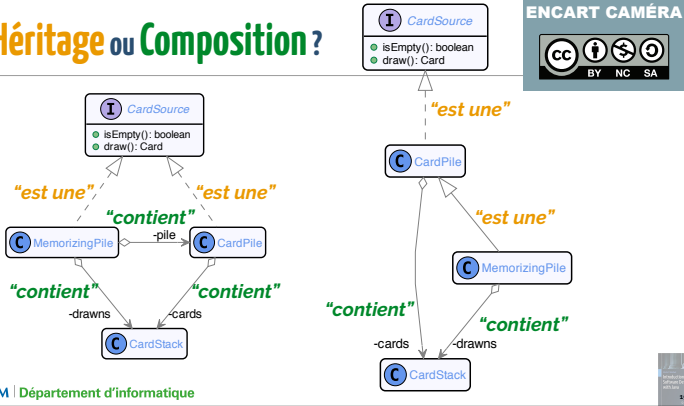 Héritage ou Composition ?
ENCART CAMÉRA
cc
BY NC SA
I CardSource
isEmpty(): boolean
draw(): Card
"est une" "est une"
"contient"
C MemorizingPile
-pile
C CardPile
"contient" "contient"
-drawns -cards
C CardStack
I CardSource
isEmpty(): boolean
draw(): Card
"est une"
C CardPile
"est une"
C MemorizingPile
"contient"
"contient"
-cards -drawns
C CardStack
M | Département d'informatique